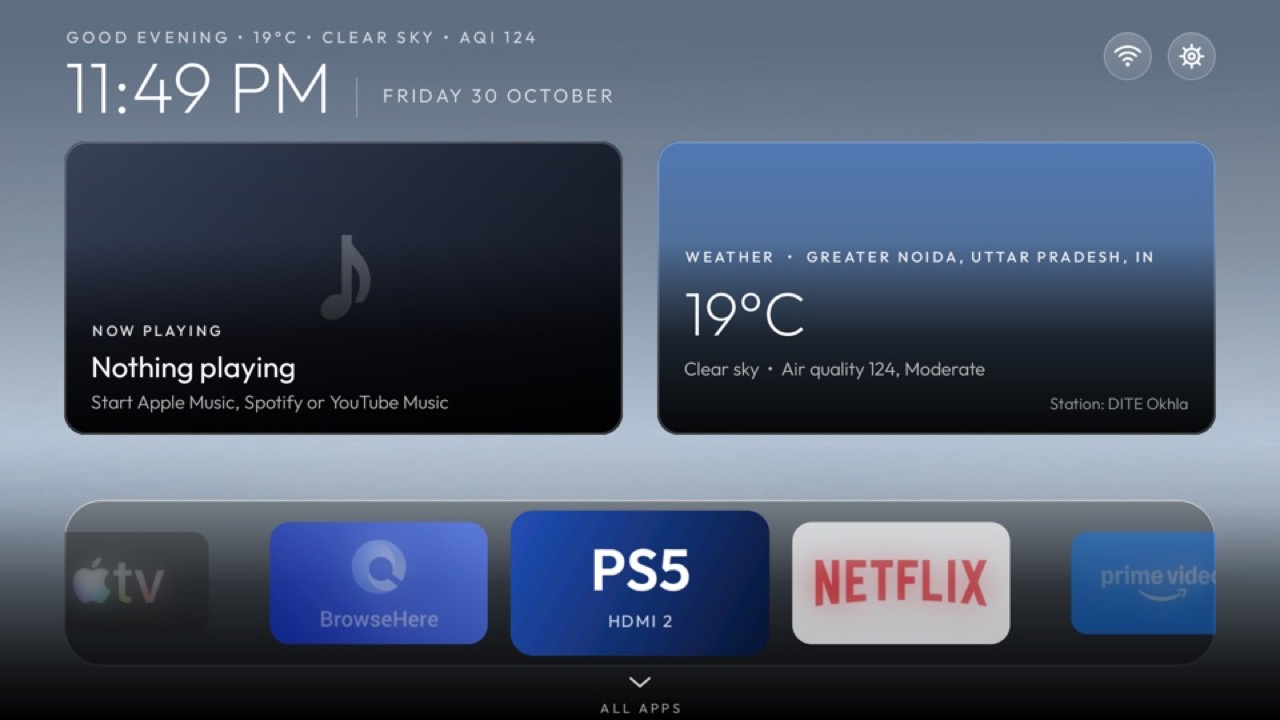 GOOD EVENING • 19°C • CLEAR SKY • AQI 124
11:49 PM
FRIDAY 30 OCTOBER
NOW PLAYING
Nothing playing
Start Apple Music, Spotify or YouTube Music
WEATHER • GREATER NOIDA, UTTAR PRADESH, IN
19°C
Clear sky • Air quality 124, Moderate
Station: DITE Okhla
tv
BrowseHere
PS5
HDMI 2
NETFLIX
prime video
ALL APPS